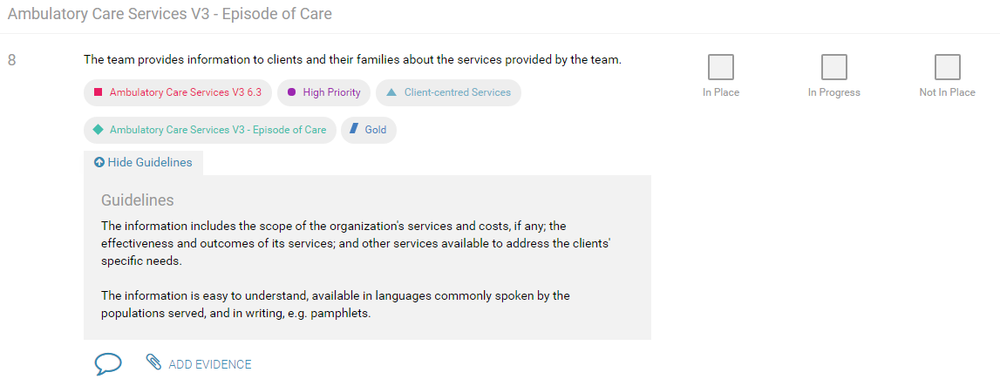 Ambulatory Care Services V3 - Episode of Care
8
The team provides information to clients and their families about the services provided by the team.
Ambulatory Care Services V3 6.3
High Priority
Client-centred Services
Ambulatory Care Services V3 - Episode of Care
Gold
In Place
In Progress
Not In Place
Hide Guidelines
Guidelines
The information includes the scope of the organization's services and costs, if any; the
effectiveness and outcomes of its services; and other services available to address the clients'
specific needs.
The information is easy to understand, available in languages commonly spoken by the
populations served, and in writing, e.g. pamphlets.
ADD EVIDENCE